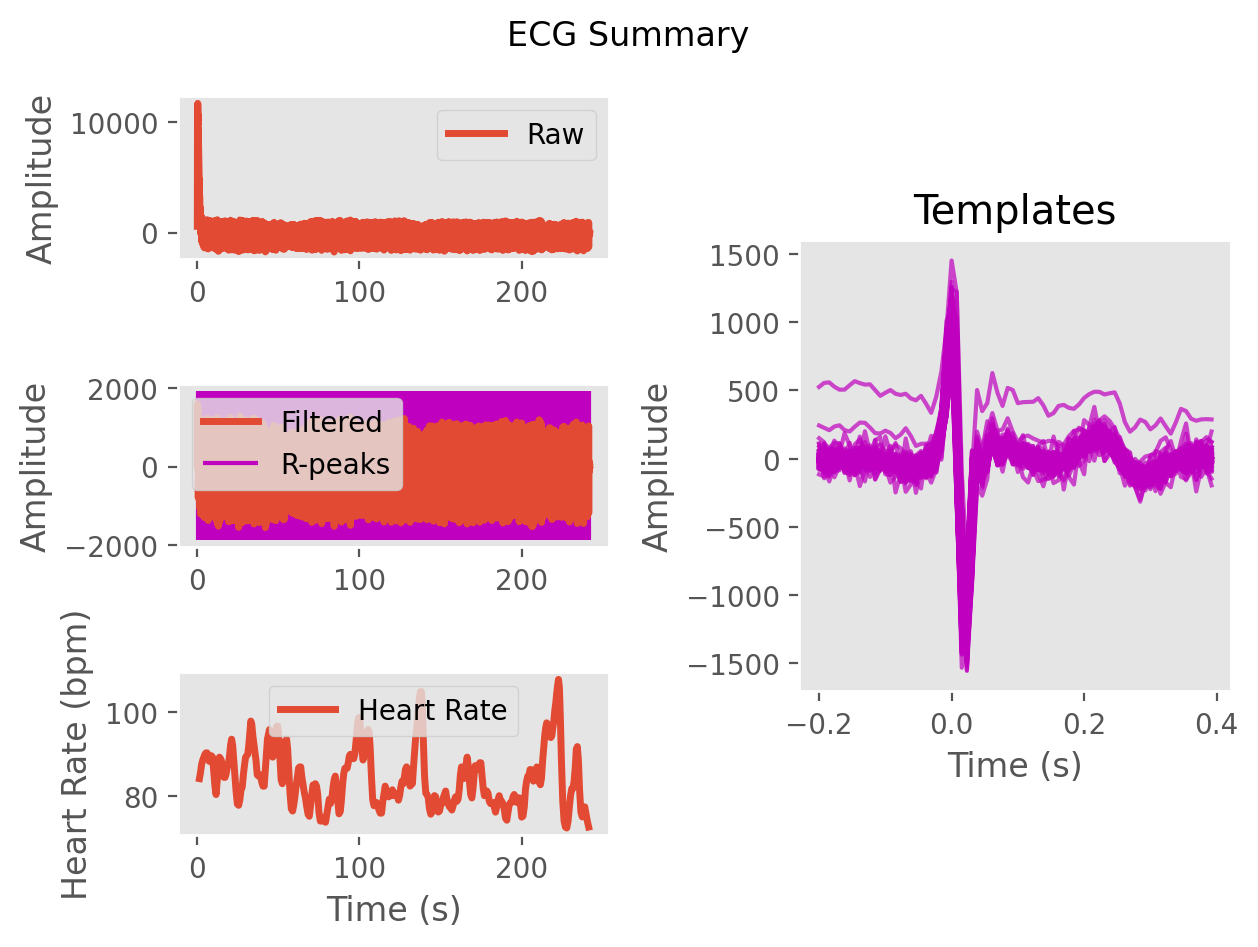 ECG Summary
Amplitude
10000
0
Raw
0
100
200
Amplitude
2000
0
−2000
Filtered
R-peaks
0
100
200
Heart Rate (bpm)
100
80
Heart Rate
0
100
200
Time (s)
Templates
Amplitude
1500
1000
500
0
−500
−1000
−1500
−0.2
0.0
0.2
0.4
Time (s)